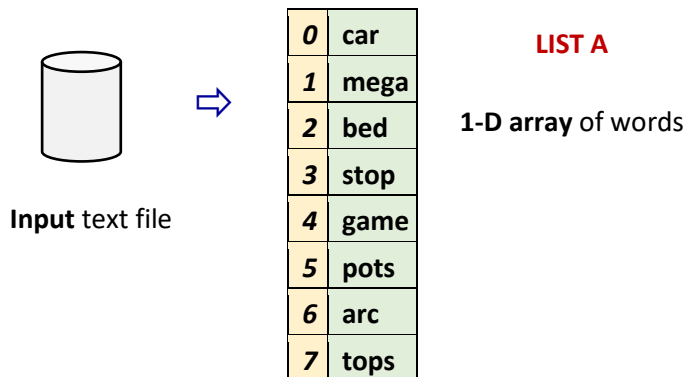 0 car
LIST A
1 mega
2 bed
1-D array of words
3 stop
Input text file
4 game
5 pots
6 arc
7 tops